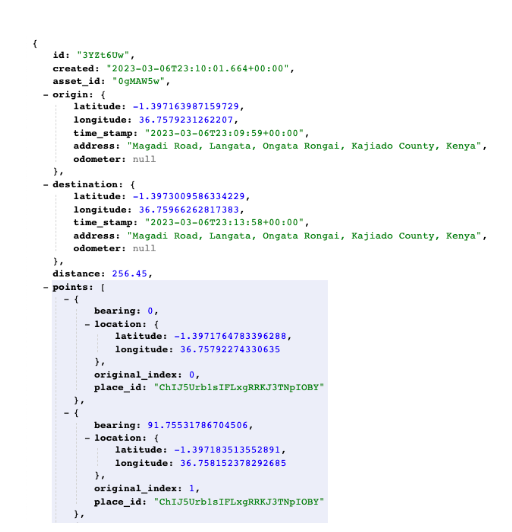 {
id: "3YZt6Uw",
created: "2023-03-06T23:10:01.664+00:00",
asset_id: "0gMAW5w",
- origin: {
latitude: -1.397163987159729,
longitude: 36.7579231262207,
time_stamp: "2023-03-06T23:09:59+00:00",
address: "Magadi Road, Langata, Ongata Rongai, Kajiado County, Kenya",
odometer: null
},
- destination: {
latitude: -1.3973009586334229,
longitude: 36.75966262817383,
time_stamp: "2023-03-06T23:13:58+00:00",
address: "Magadi Road, Langata, Ongata Rongai, Kajiado County, Kenya",
odometer: null
},
distance: 256.45,
- points: [
- {
bearing: 0,
- location: {
latitude: -1.3971764783396288,
longitude: 36.75792274330635
},
original_index: 0,
place_id: "ChIJ5Urb1sIFLxgRRKJ3TNpIOBY"
},
- {
bearing: 91.75531786704506,
- location: {
latitude: -1.397183513552891,
longitude: 36.758152378292685
},
original_index: 1,
place_id: "ChIJ5Urb1sIFLxgRRKJ3TNpIOBY"
},